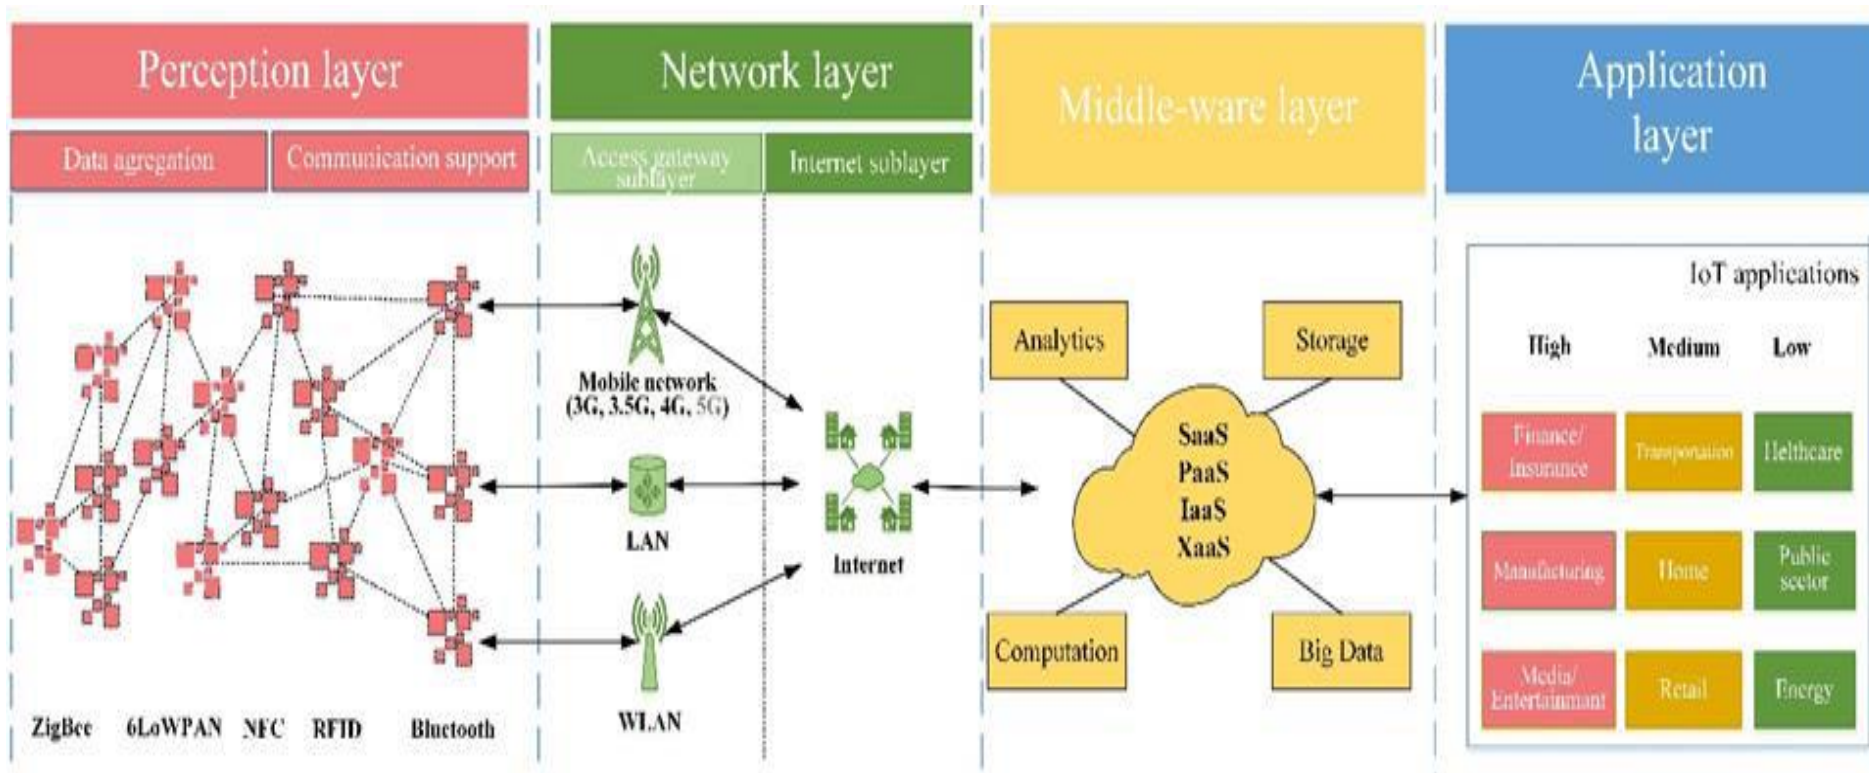 Perception layer
Data agregation
Communication support
ZigBee
6LoWPAN
NFC
RFID
Bluetooth
Network layer
Access gateway
sublayer
Internet sublayer
Mobile network
(3G, 3.5G, 4G, 5G)
LAN
WLAN
Internet
Middle-ware layer
Analytics
Storage
SaaS
PaaS
IaaS
XaaS
Computation
Big Data
Application
layer
IoT applications
High
Medium
Low
Finance/
Insurance
Transportation
Helthcare
Manufacturing
Home
Public
sector
Media/
Entertainment
Retail
Energy